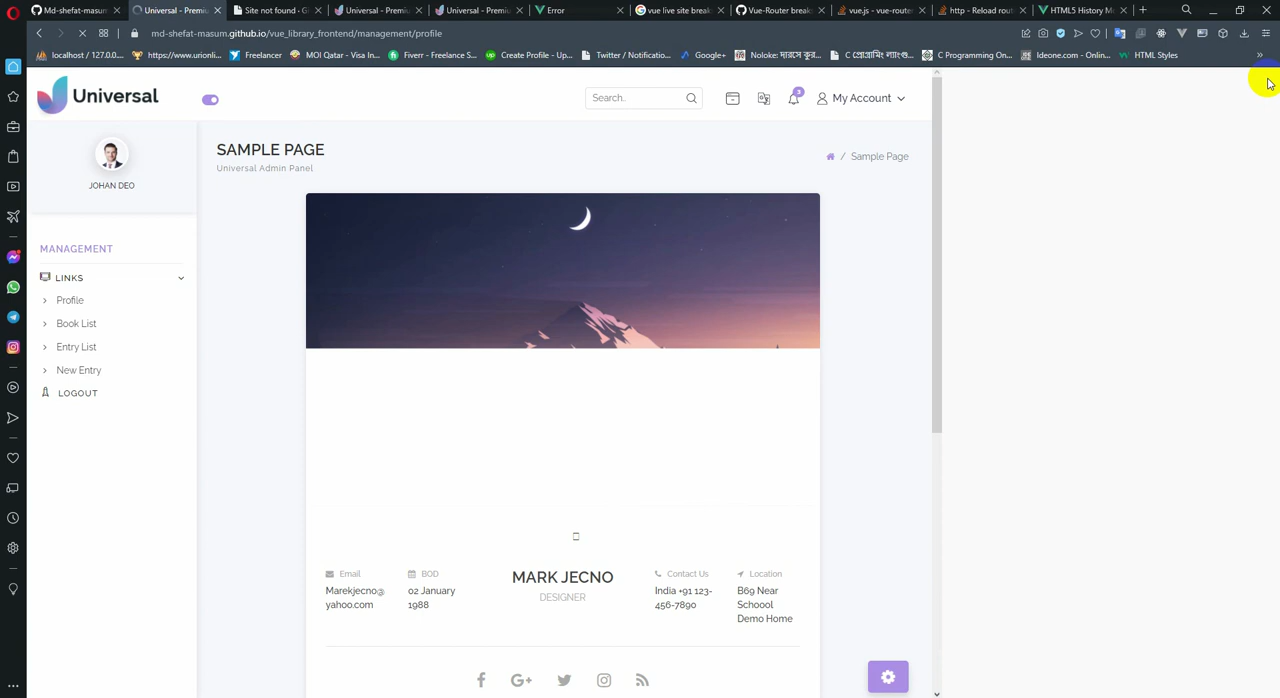 Md-shefat-masum
Universal - Premiu
Site not found · Gi
Universal - Premiu
Universal - Premiu
Error
vue live site break
Vue-Router break
vue.js - vue-router
http - Reload rout
HTML5 History M
md-shefat-masum.github.io/vue_library_frontend/management/profile
localhost / 127.0.0....
https://www.urionli...
Freelancer
MOI Qatar - Visa In...
Fiverr - Freelance S...
Create Profile - Up...
Twitter / Notificatio...
Google+
Noloke: দারসে কুর...
C প্রোগ্রামিং ল্যাংগু...
C Programming On...
Ideone.com - Onlin...
HTML Styles
Universal
Search..
3
My Account
JOHAN DEO
SAMPLE PAGE
Universal Admin Panel
/ Sample Page
MANAGEMENT
LINKS
Profile
Book List
Entry List
New Entry
LOGOUT
Email
Marekjecno@
yahoo.com
BOD
02 January
1988
MARK JECNO
DESIGNER
Contact Us
India +91 123-
456-7890
Location
B69 Near
Schoool
Demo Home